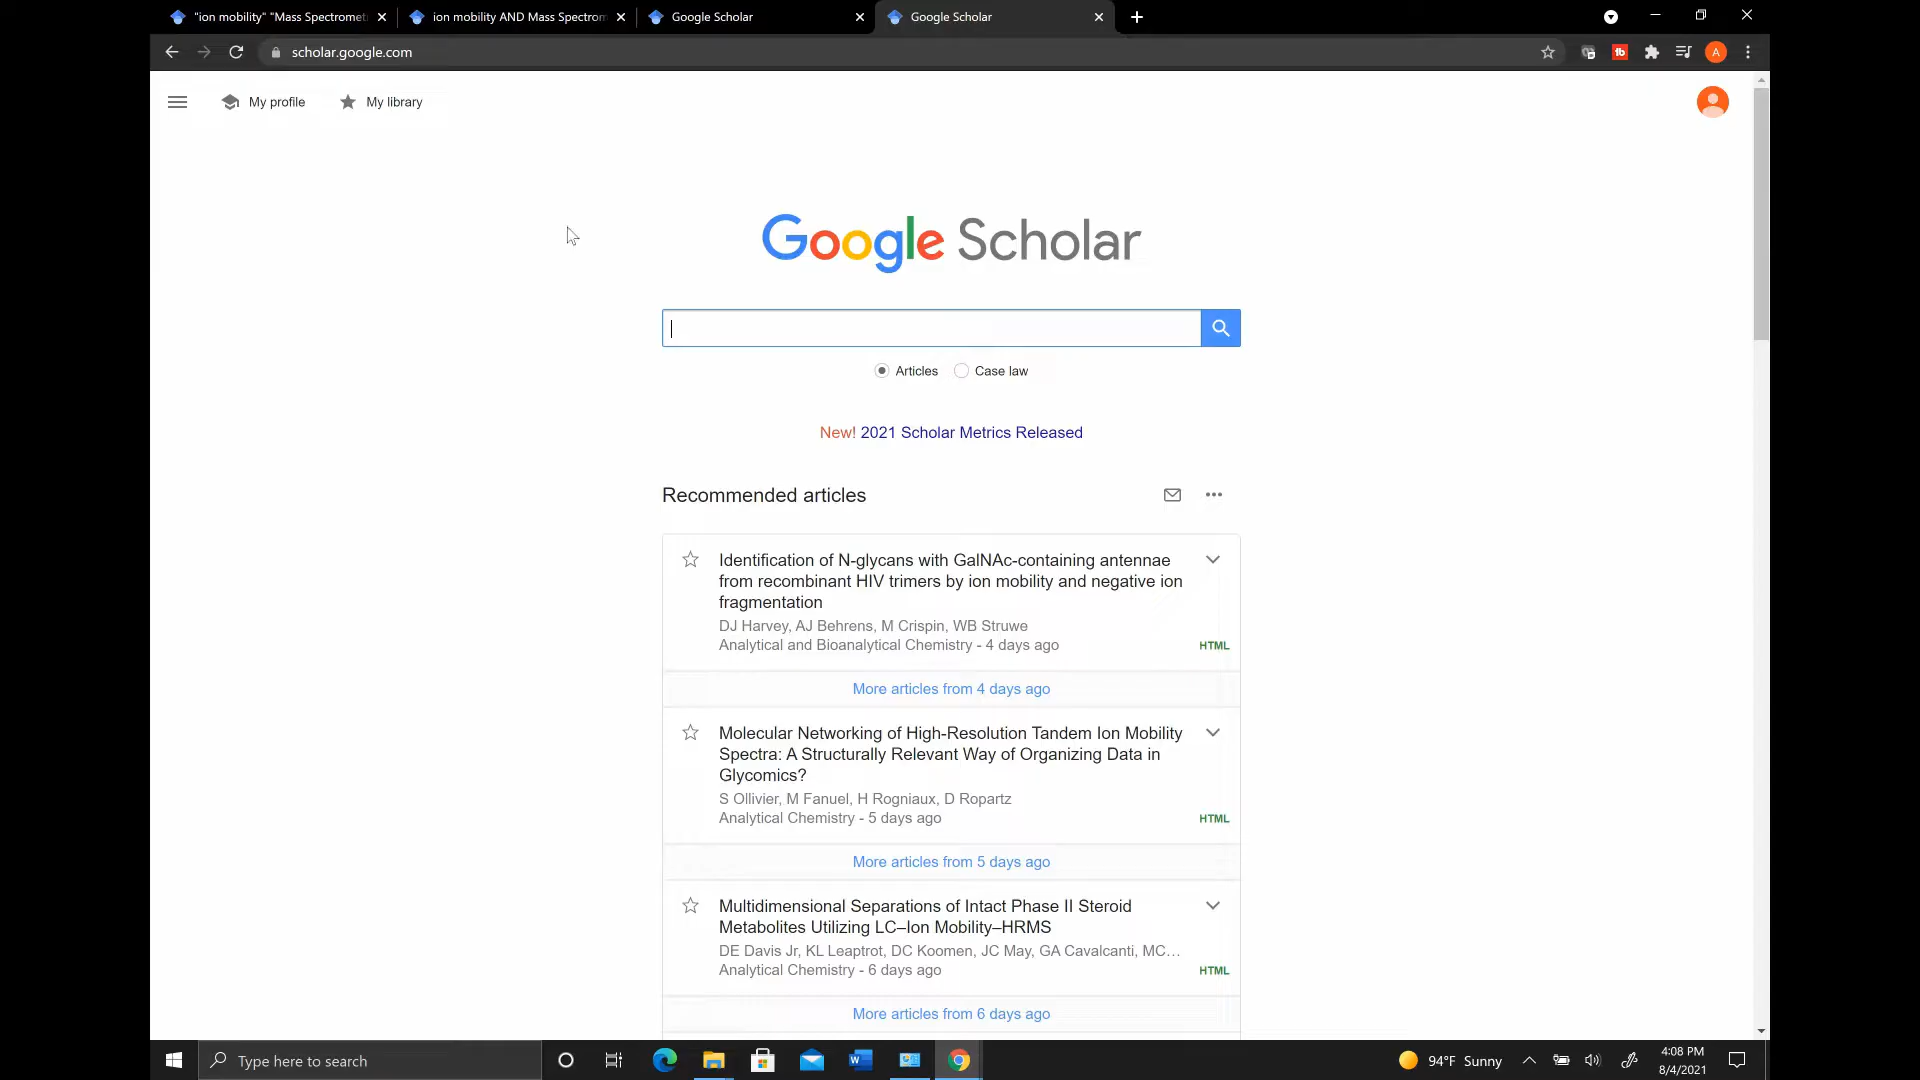 "ion mobility" "Mass Spectromet
ion mobility AND Mass Spectrom
Google Scholar
Google Scholar
scholar.google.com
A
My profile
My library
Google Scholar
Articles
Case law
New! 2021 Scholar Metrics Released
Recommended articles
Identification of N-glycans with GalNAc-containing antennae
from recombinant HIV trimers by ion mobility and negative ion
fragmentation
DJ Harvey, AJ Behrens, M Crispin, WB Struwe
Analytical and Bioanalytical Chemistry - 4 days ago
HTML
More articles from 4 days ago
Molecular Networking of High-Resolution Tandem Ion Mobility
Spectra: A Structurally Relevant Way of Organizing Data in
Glycomics?
S Ollivier, M Fanuel, H Rogniaux, D Ropartz
Analytical Chemistry - 5 days ago
HTML
More articles from 5 days ago
Multidimensional Separations of Intact Phase II Steroid
Metabolites Utilizing LC–Ion Mobility–HRMS
DE Davis Jr, KL Leaptrot, DC Koomen, JC May, GA Cavalcanti, MC…
Analytical Chemistry - 6 days ago
HTML
More articles from 6 days ago
Type here to search
94°F Sunny
4:08 PM
8/4/2021